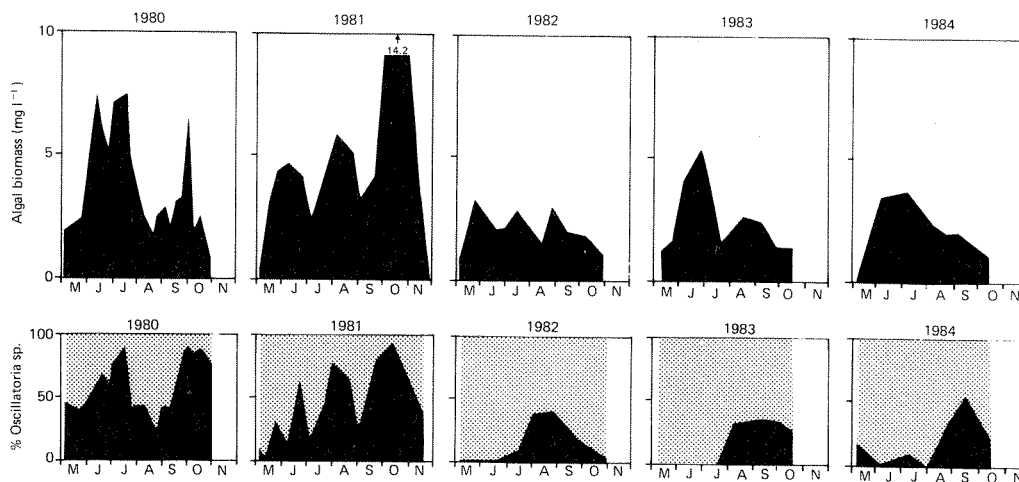 1980 1981 1982 1983 1984
10
14.2
Algal biomass (mg l⁻¹)
5
0
M J J A S O N M J J A S O N M J J A S O N M J J A S O N M J J A S O N
1980 1981 1982 1983 1984
100
% Oscillatoria sp.
50
0
M J J A S O N M J J A S O N M J J A S O N M J J A S O N M J J A S O N